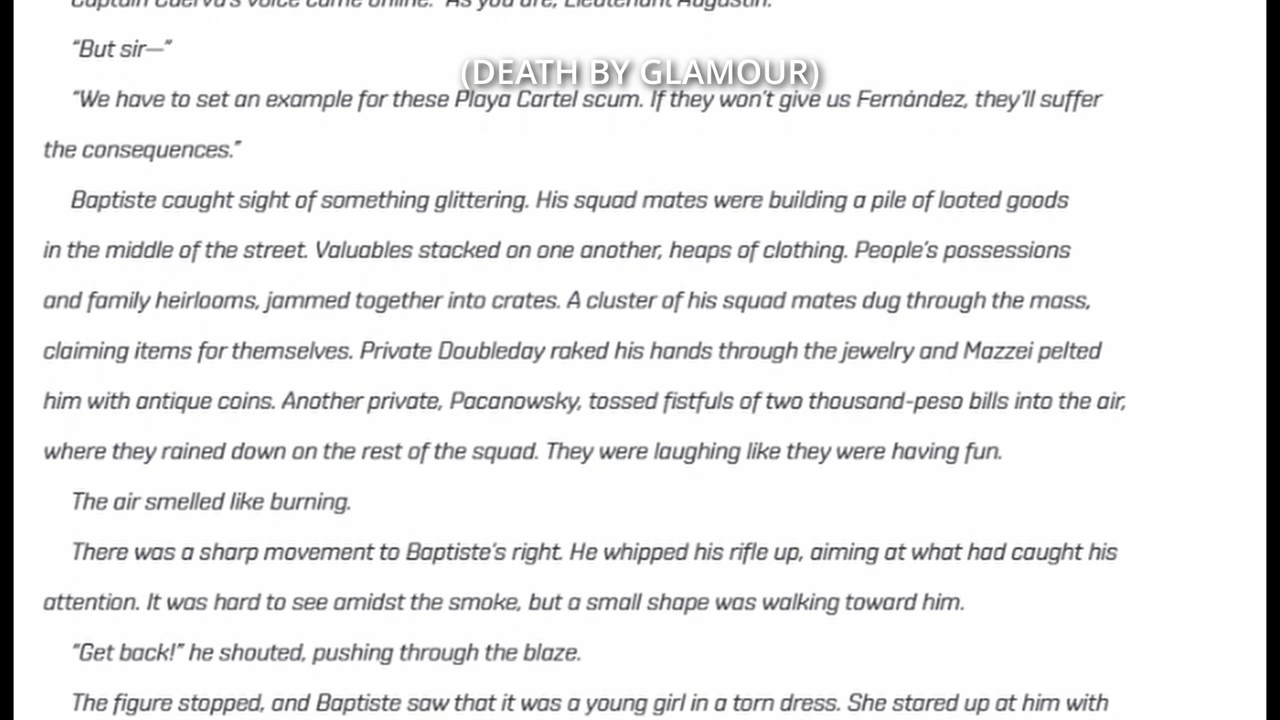 Captain Cuerva's voice came online. "As you are, Lieutenant Augustin."
"But sir—"
(DEATH BY GLAMOUR)
"We have to set an example for these Playa Cartel scum. If they won't give us Fernández, they'll suffer
the consequences."
Baptiste caught sight of something glittering. His squad mates were building a pile of looted goods
in the middle of the street. Valuables stacked on one another, heaps of clothing. People's possessions
and family heirlooms, jammed together into crates. A cluster of his squad mates dug through the mass,
claiming items for themselves. Private Doubleday raked his hands through the jewelry and Mazzei pelted
him with antique coins. Another private, Pacanowsky, tossed fistfuls of two thousand-peso bills into the air,
where they rained down on the rest of the squad. They were laughing like they were having fun.
The air smelled like burning.
There was a sharp movement to Baptiste's right. He whipped his rifle up, aiming at what had caught his
attention. It was hard to see amidst the smoke, but a small shape was walking toward him.
"Get back!" he shouted, pushing through the blaze.
The figure stopped, and Baptiste saw that it was a young girl in a torn dress. She stared up at him with